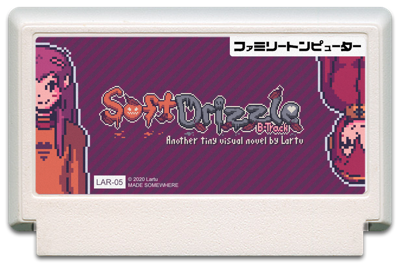 ファミリートンピューター
Soft Drizzle
B:Track
Another tiny visual novel by Lartu
LAR-05
© 2020 Lartu
MADE SOMEWHERE